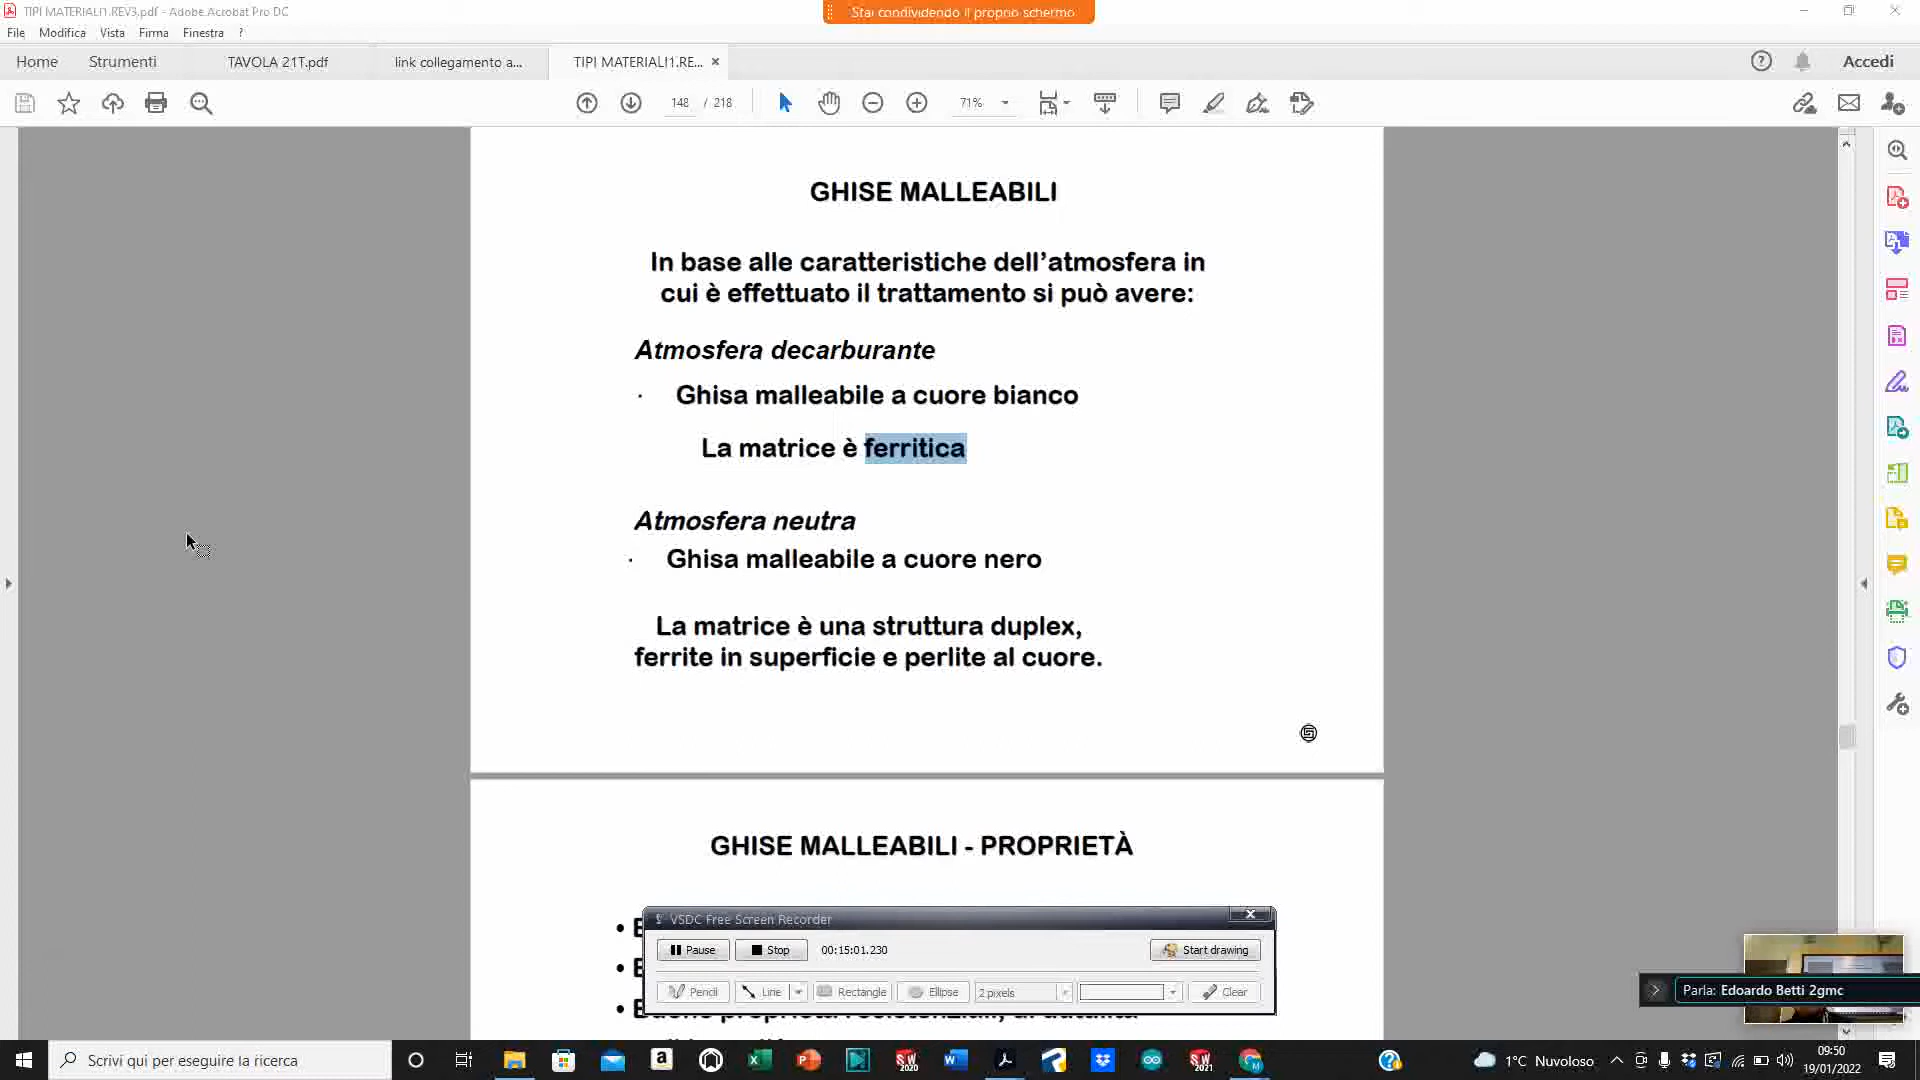 TIPI MATERIALI1.REV3.pdf - Adobe Acrobat Pro DC
Stai condividendo il proprio schermo
File Modifica Vista Firma Finestra ?
Home Strumenti TAVOLA 21T.pdf link collegamento a... TIPI MATERIALI1.RE... × Accedi
148 / 218 71%
GHISE MALLEABILI
In base alle caratteristiche dell’atmosfera in
cui è effettuato il trattamento si può avere:
Atmosfera decarburante
· Ghisa malleabile a cuore bianco
La matrice è ferritica
Atmosfera neutra
· Ghisa malleabile a cuore nero
La matrice è una struttura duplex,
ferrite in superficie e perlite al cuore.
GHISE MALLEABILI - PROPRIETÀ
VSDC Free Screen Recorder
Pause Stop 00:15:01.230 Start drawing
Pencil Line Rectangle Ellipse 2 pixels Clear
Parla: Edoardo Betti 2gmc
Scrivi qui per eseguire la ricerca
1°C Nuvoloso
09:50
19/01/2022